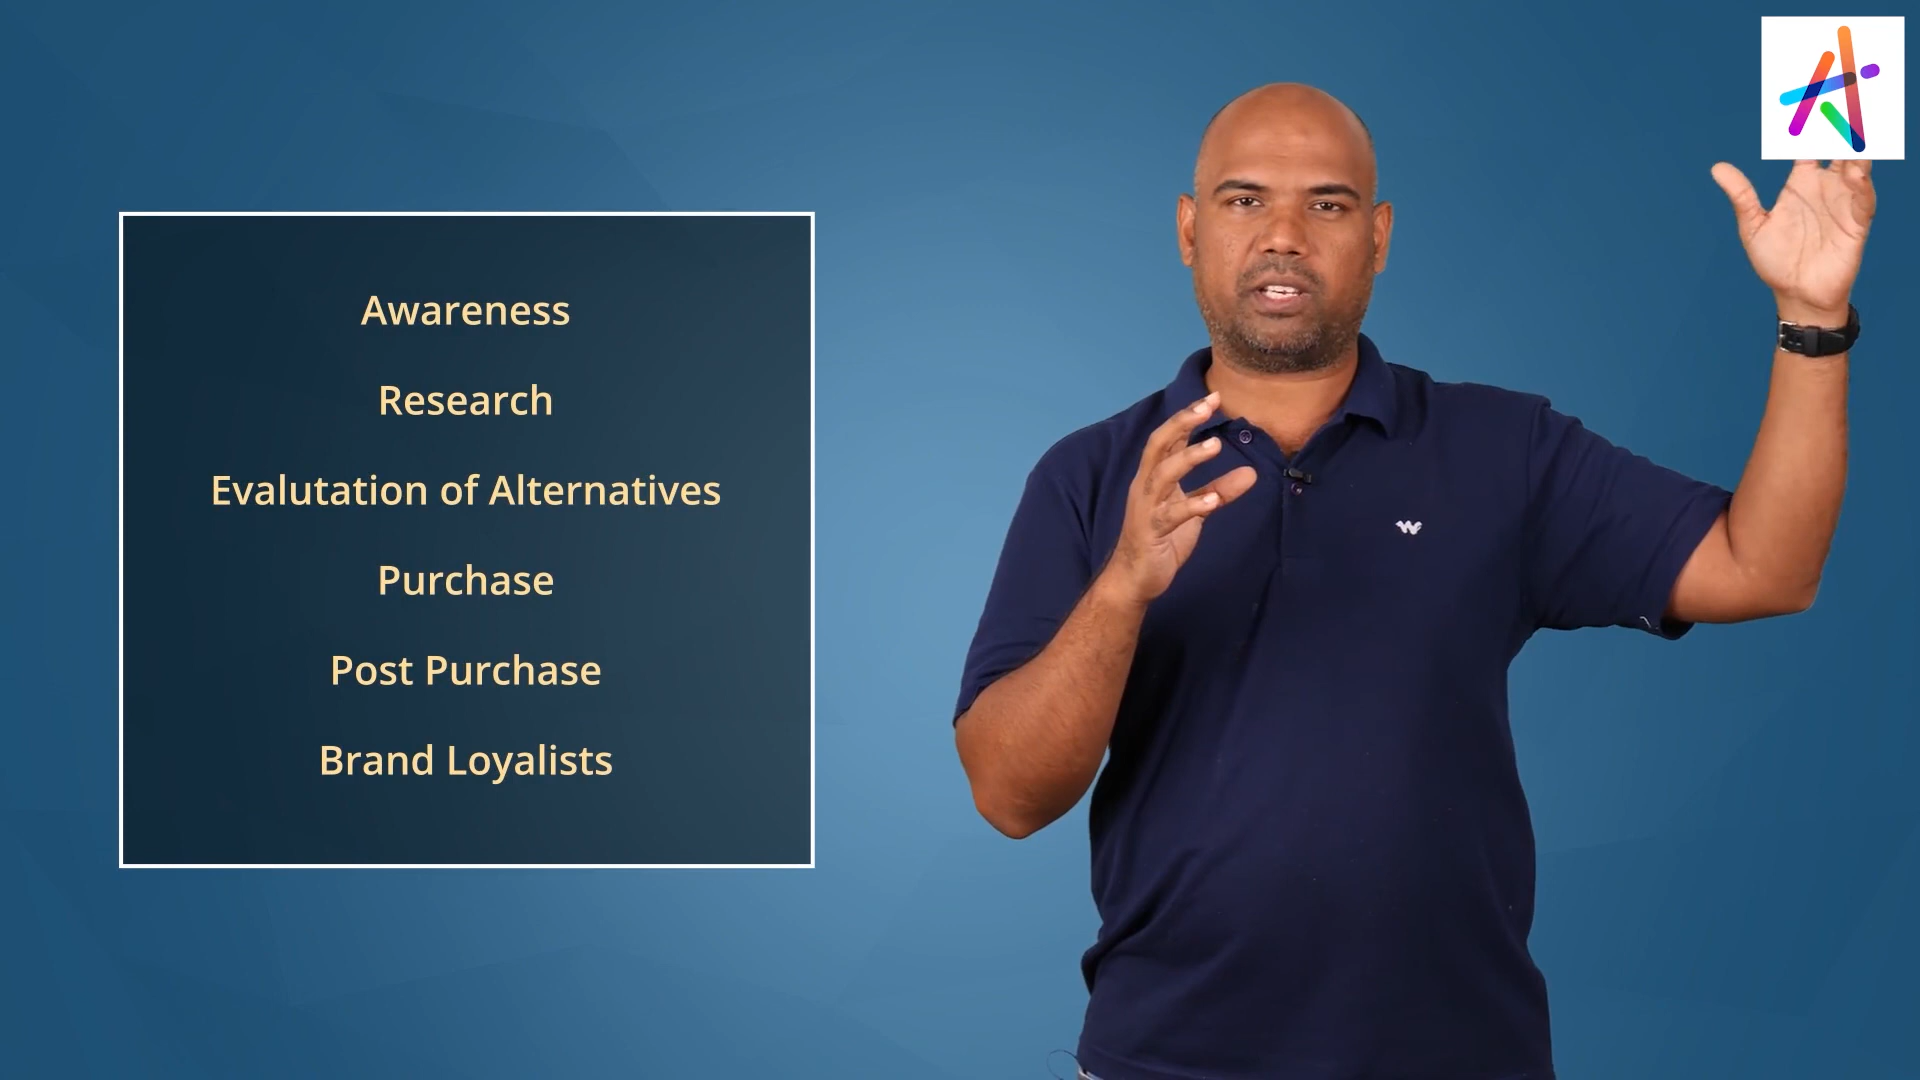 Awareness
Research
Evalutation of Alternatives
Purchase
Post Purchase
Brand Loyalists